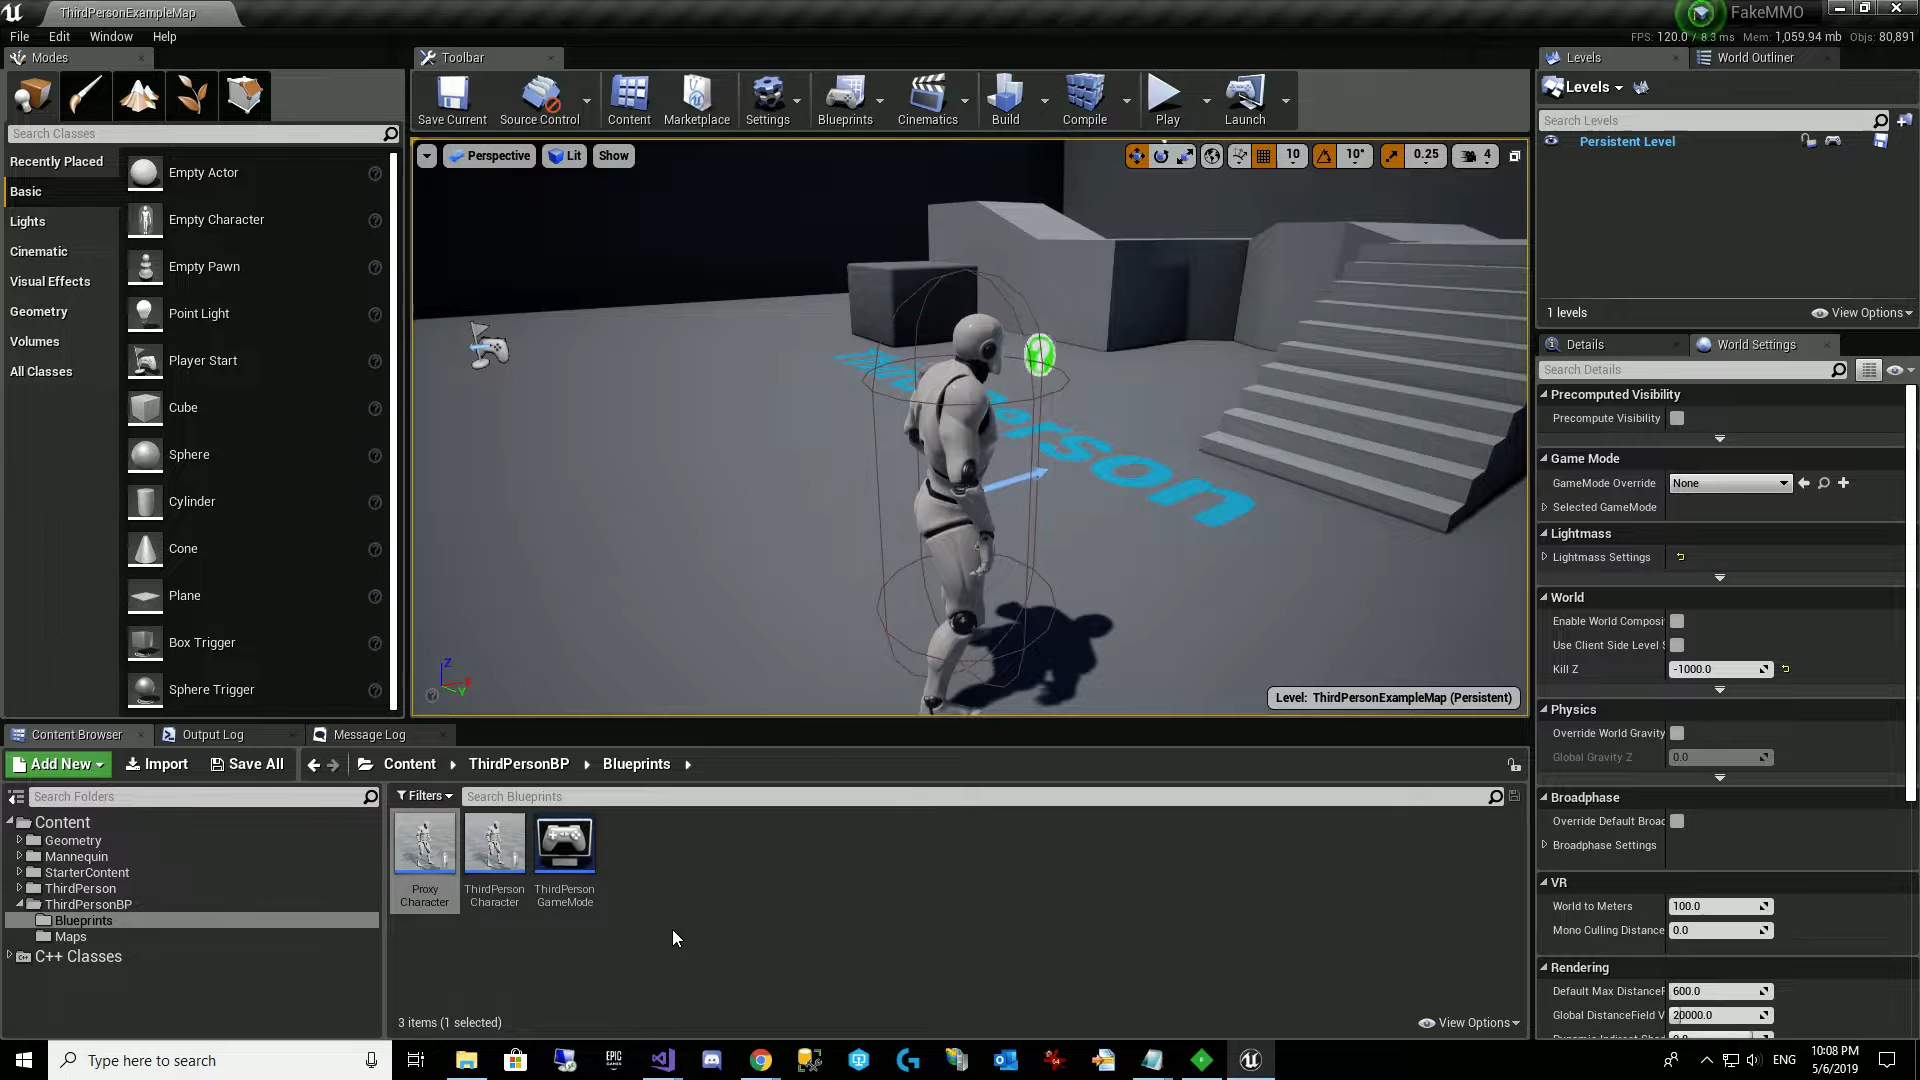 ThirdPersonExampleMap
FakeMMO
File Edit Window Help
FPS: 120.0 / 8.3 ms Mem: 1,059.94 mb Objs: 80,891
Modes
Toolbar
Levels
World Outliner
Save Current
Source Control
Content
Marketplace
Settings
Blueprints
Cinematics
Build
Compile
Play
Launch
Levels
Search Levels
Persistent Level
1 levels
View Options
Search Classes
Recently Placed
Basic
Lights
Cinematic
Visual Effects
Geometry
Volumes
All Classes
Empty Actor
Empty Character
Empty Pawn
Point Light
Player Start
Cube
Sphere
Cylinder
Cone
Plane
Box Trigger
Sphere Trigger
Perspective
Lit
Show
10
10°
0.25
4
Z
X
Y
Level: ThirdPersonExampleMap (Persistent)
Details
World Settings
Search Details
Precomputed Visibility
Precompute Visibility
Game Mode
GameMode Override None
Selected GameMode
Lightmass
Lightmass Settings
World
Enable World Composi
Use Client Side Level S
Kill Z -1000.0
Physics
Override World Gravity
Global Gravity Z 0.0
Broadphase
Override Default Broad
Broadphase Settings
VR
World to Meters 100.0
Mono Culling Distance 0.0
Rendering
Default Max DistanceF 600.0
Global DistanceField V 20000.0
Content Browser
Output Log
Message Log
Add New
Import
Save All
Content
ThirdPersonBP
Blueprints
Search Folders
Filters
Search Blueprints
Content
Geometry
Mannequin
StarterContent
ThirdPerson
ThirdPersonBP
Blueprints
Maps
C++ Classes
Proxy
Character
ThirdPerson
Character
ThirdPerson
GameMode
3 items (1 selected)
View Options
Type here to search
EPIC
GAMES
64
ENG
10:08 PM
5/6/2019